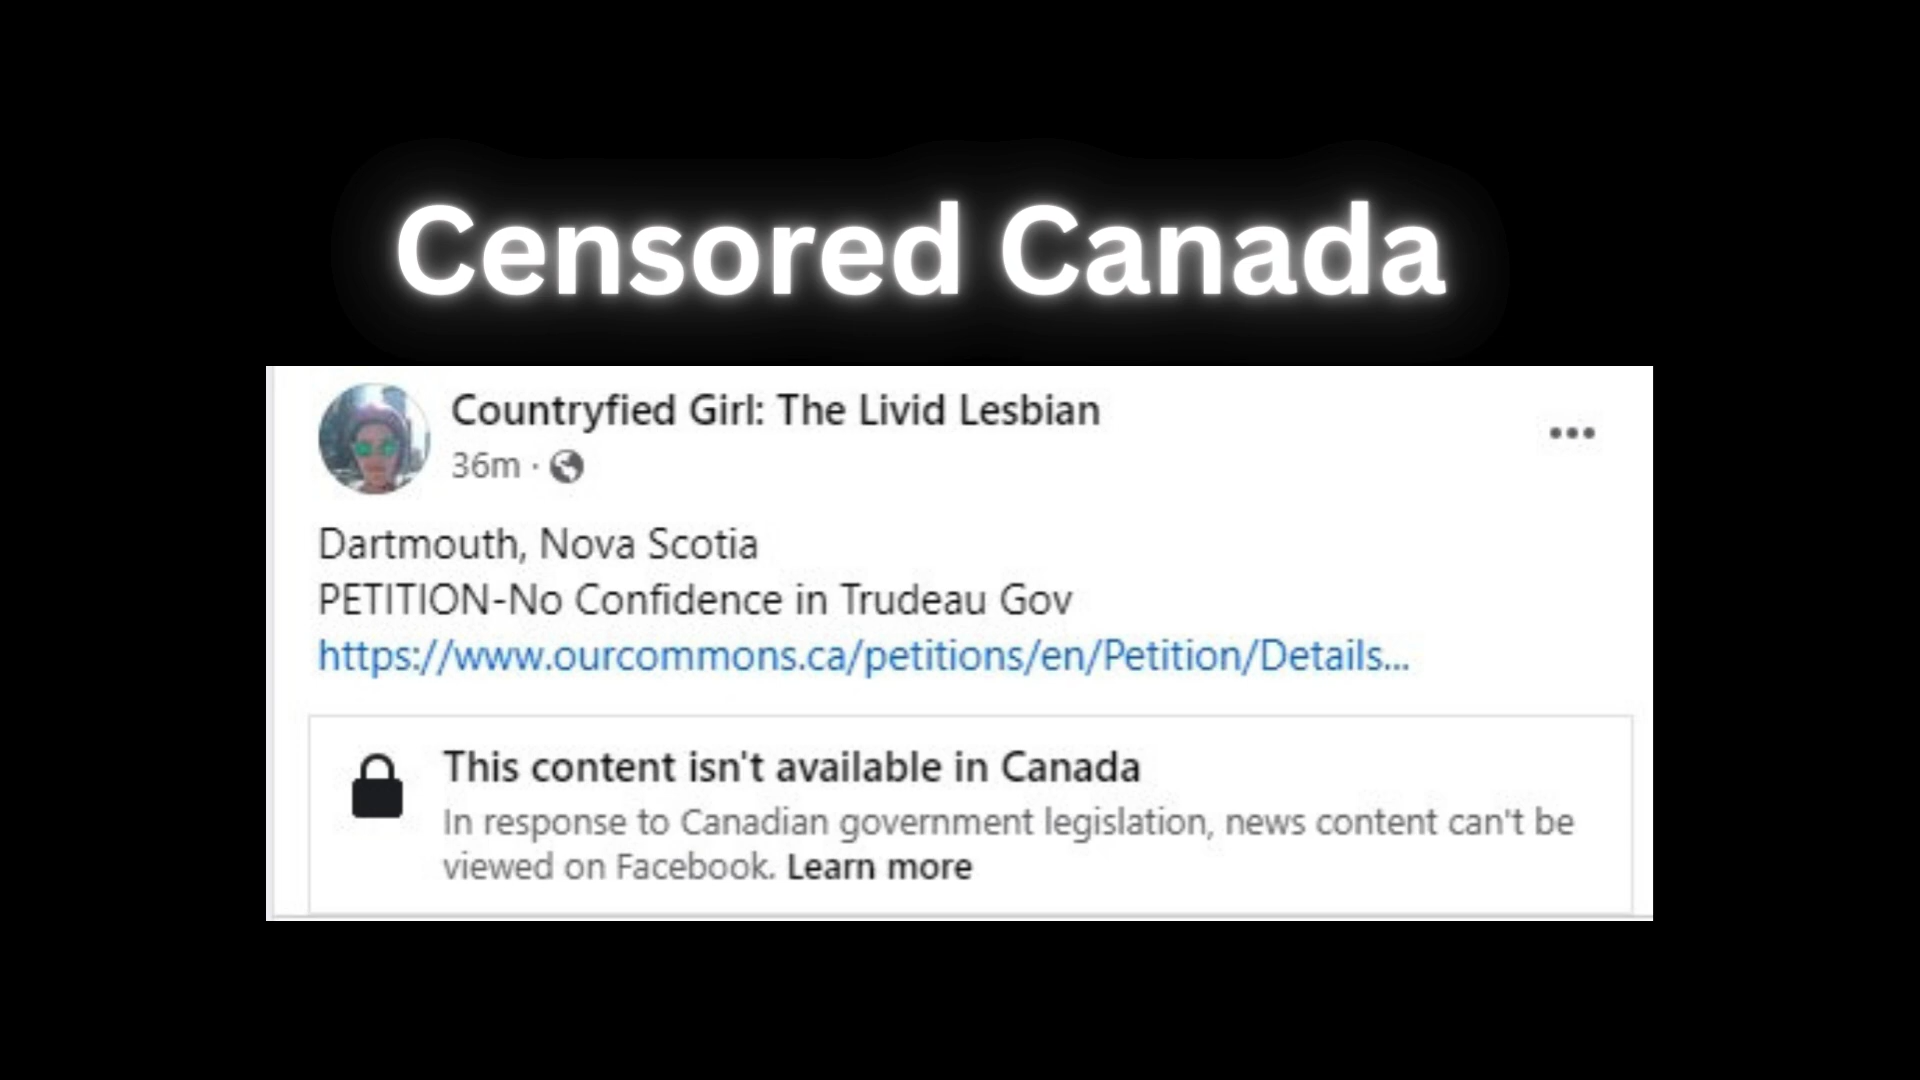 Censored Canada
Countryfied Girl: The Livid Lesbian
36m ·
Dartmouth, Nova Scotia
PETITION-No Confidence in Trudeau Gov
https://www.ourcommons.ca/petitions/en/Petition/Details...
This content isn't available in Canada
In response to Canadian government legislation, news content can't be
viewed on Facebook. Learn more